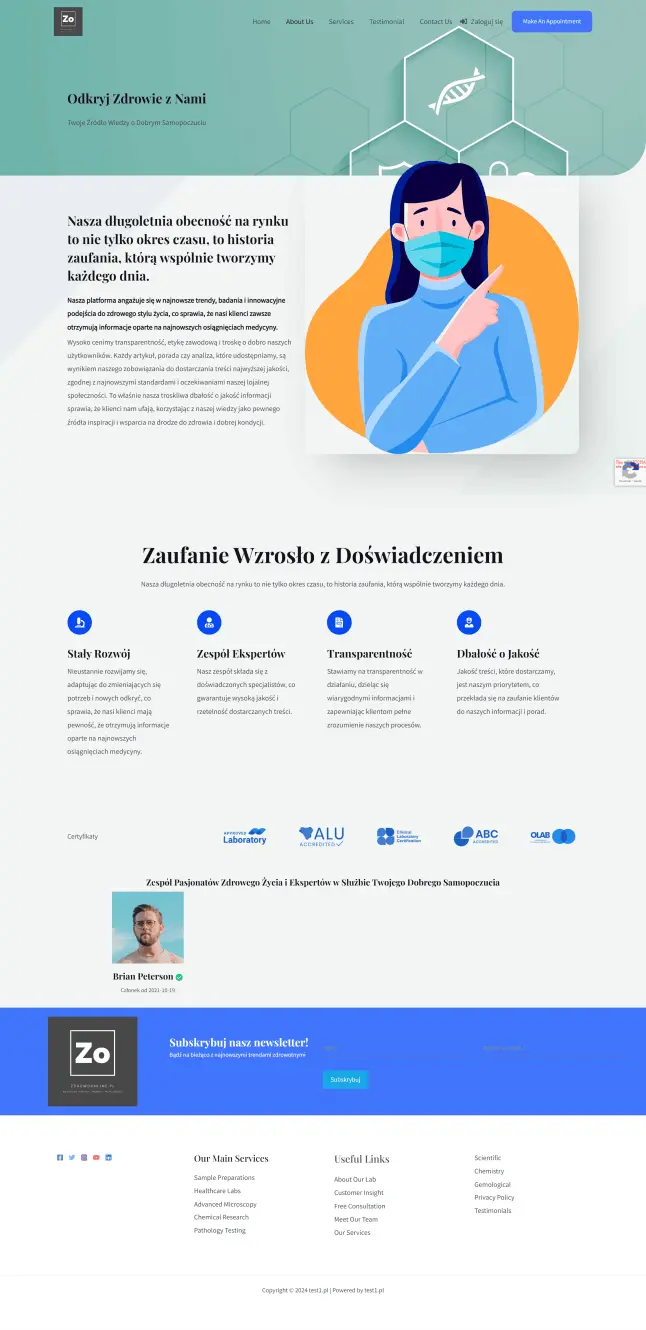 Zo
Home
About Us
Services
Testimonial
Contact Us
Zaloguj się
Make An Appointment
Odkryj Zdrowie z Nami
Twoje Źródło Wiedzy o Dobrym Samopoczuciu
Nasza długoletnia obecność na rynku
to nie tylko okres czasu, to historia
zaufania, którą wspólnie tworzymy
każdego dnia.
Nasza platforma angażuje się w najnowsze trendy, badania i innowacyjne
podejścia do zdrowego stylu życia, co sprawia, że nasi klienci zawsze
otrzymują informacje oparte na najnowszych osiągnięciach medycyny.
Wysoko cenimy transparentność, etykę zawodową i troskę o dobro naszych
użytkowników. Każdy artykuł, porada czy analiza, które udostępniamy, są
wynikiem naszego zobowiązania do dostarczania treści najwyższej jakości,
zgodnej z najnowszymi standardami i oczekiwaniami naszej lojalnej
społeczności. To właśnie nasza troskliwa dbałość o jakość informacji
sprawia, że klienci nam ufają, korzystając z naszej wiedzy jako pewnego
źródła inspiracji i wsparcia na drodze do zdrowia i dobrej kondycji.
Zaufanie Wzrosło z Doświadczeniem
Nasza długoletnia obecność na rynku to nie tylko okres czasu, to historia zaufania, którą wspólnie tworzymy każdego dnia.
Stały Rozwój
Nieustannie rozwijamy się,
adaptując do zmieniających się
potrzeb i nowych odkryć, co
sprawia, że nasi klienci mają
pewność, że otrzymują informacje
oparte na najnowszych
osiągnięciach medycyny.
Zespół Ekspertów
Nasz zespół składa się z
doświadczonych specjalistów, co
gwarantuje wysoką jakość i
rzetelność dostarczanych treści.
Transparentność
Stawiamy na transparentność w
działaniu, dzieląc się
wiarygodnymi informacjami i
zapewniając klientom pełne
zrozumienie naszych procesów.
Dbałość o Jakość
Jakość treści, które dostarczamy,
jest naszym priorytetem, co
przekłada się na zaufanie klientów
do naszych informacji i porad.
Certyfikaty
APPROVED
Laboratory
ALU
ACCREDITED
Clinical
Laboratory
Certification
ABC
ACCREDITED
OLAB
Zespół Pasjonatów Zdrowego Życia i Ekspertów w Służbie Twojego Dobrego Samopoczucia
Brian Peterson
Członek od 2021-10-19
Zo
ZDROWOONLINE.PL
Subskrybuj nasz newsletter!
Bądź na bieżąco z najnowszymi trendami zdrowotnymi
Subskrybuj
Our Main Services
Sample Preparations
Healthcare Labs
Advanced Microscopy
Chemical Research
Pathology Testing
Useful Links
About Our Lab
Customer Insight
Free Consultation
Meet Our Team
Our Services
Scientific
Chemistry
Gemological
Privacy Policy
Testimonials
Copyright © 2024 test1.pl | Powered by test1.pl